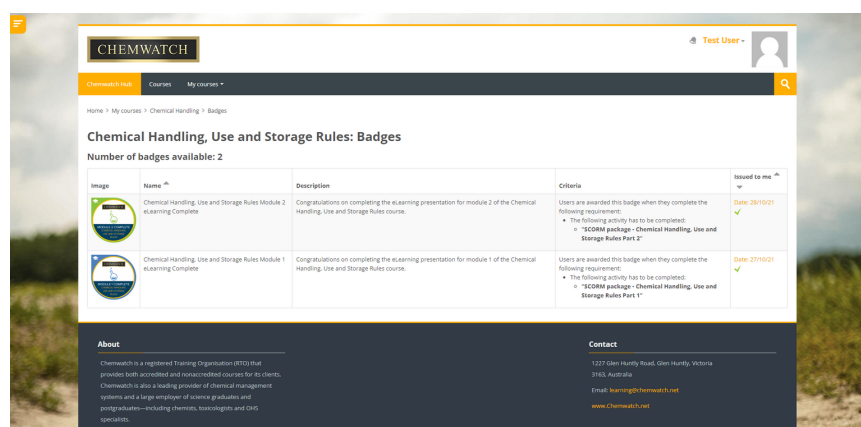 CHEMWATCH
Test User
Chemwatch Hub
Courses
My courses
Home > My courses > Chemical Handling > Badges
Chemical Handling, Use and Storage Rules: Badges
Number of badges available: 2
Image
Name
Description
Criteria
Issued to me
MODULE 2 COMPLETE
Chemical Handling, Use and Storage Rules Module 2
eLearning Complete
Congratulations on completing the eLearning presentation for module 2 of the Chemical
Handling, Use and Storage Rules course.
Users are awarded this badge when they complete the
following requirement:
The following activity has to be completed:
"SCORM package - Chemical Handling, Use and
Storage Rules Part 2"
Date: 28/10/21
MODULE 1 COMPLETE
Chemical Handling, Use and Storage Rules Module 1
eLearning Complete
Congratulations on completing the eLearning presentation for module 1 of the Chemical
Handling, Use and Storage Rules course.
Users are awarded this badge when they complete the
following requirement:
The following activity has to be completed:
"SCORM package - Chemical Handling, Use and
Storage Rules Part 1"
Date: 27/10/21
About
Chemwatch is a registered Training Organisation (RTO) that
provides both accredited and nonaccredited courses for its clients.
Chemwatch is also a leading provider of chemical management
systems and a large employer of science graduates and
postgraduates—including chemists, toxicologists and OHS
specialists.
Contact
1227 Glen Huntly Road, Glen Huntly, Victoria
3163, Australia
Email: learning@chemwatch.net
www.Chemwatch.net